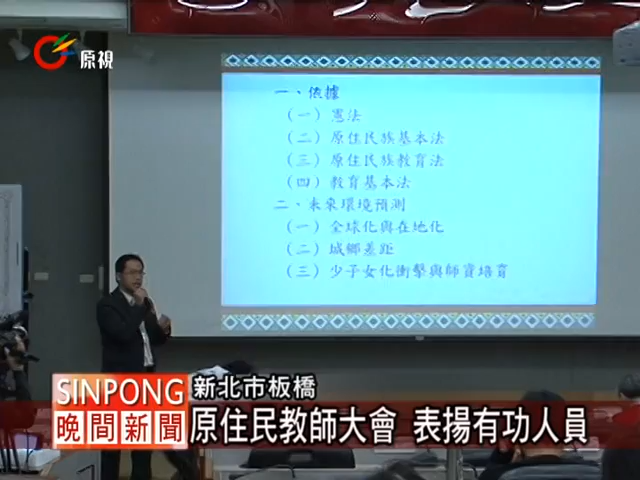 原視
一、依據
（一）憲法
（二）原住民族基本法
（三）原住民族教育法
（四）教育基本法
二、未來環境預測
（一）全球化與在地化
（二）城鄉差距
（三）少子女化衝擊與師資培育
SINPONG
晚間新聞
新北市板橋
原住民教師大會 表揚有功人員